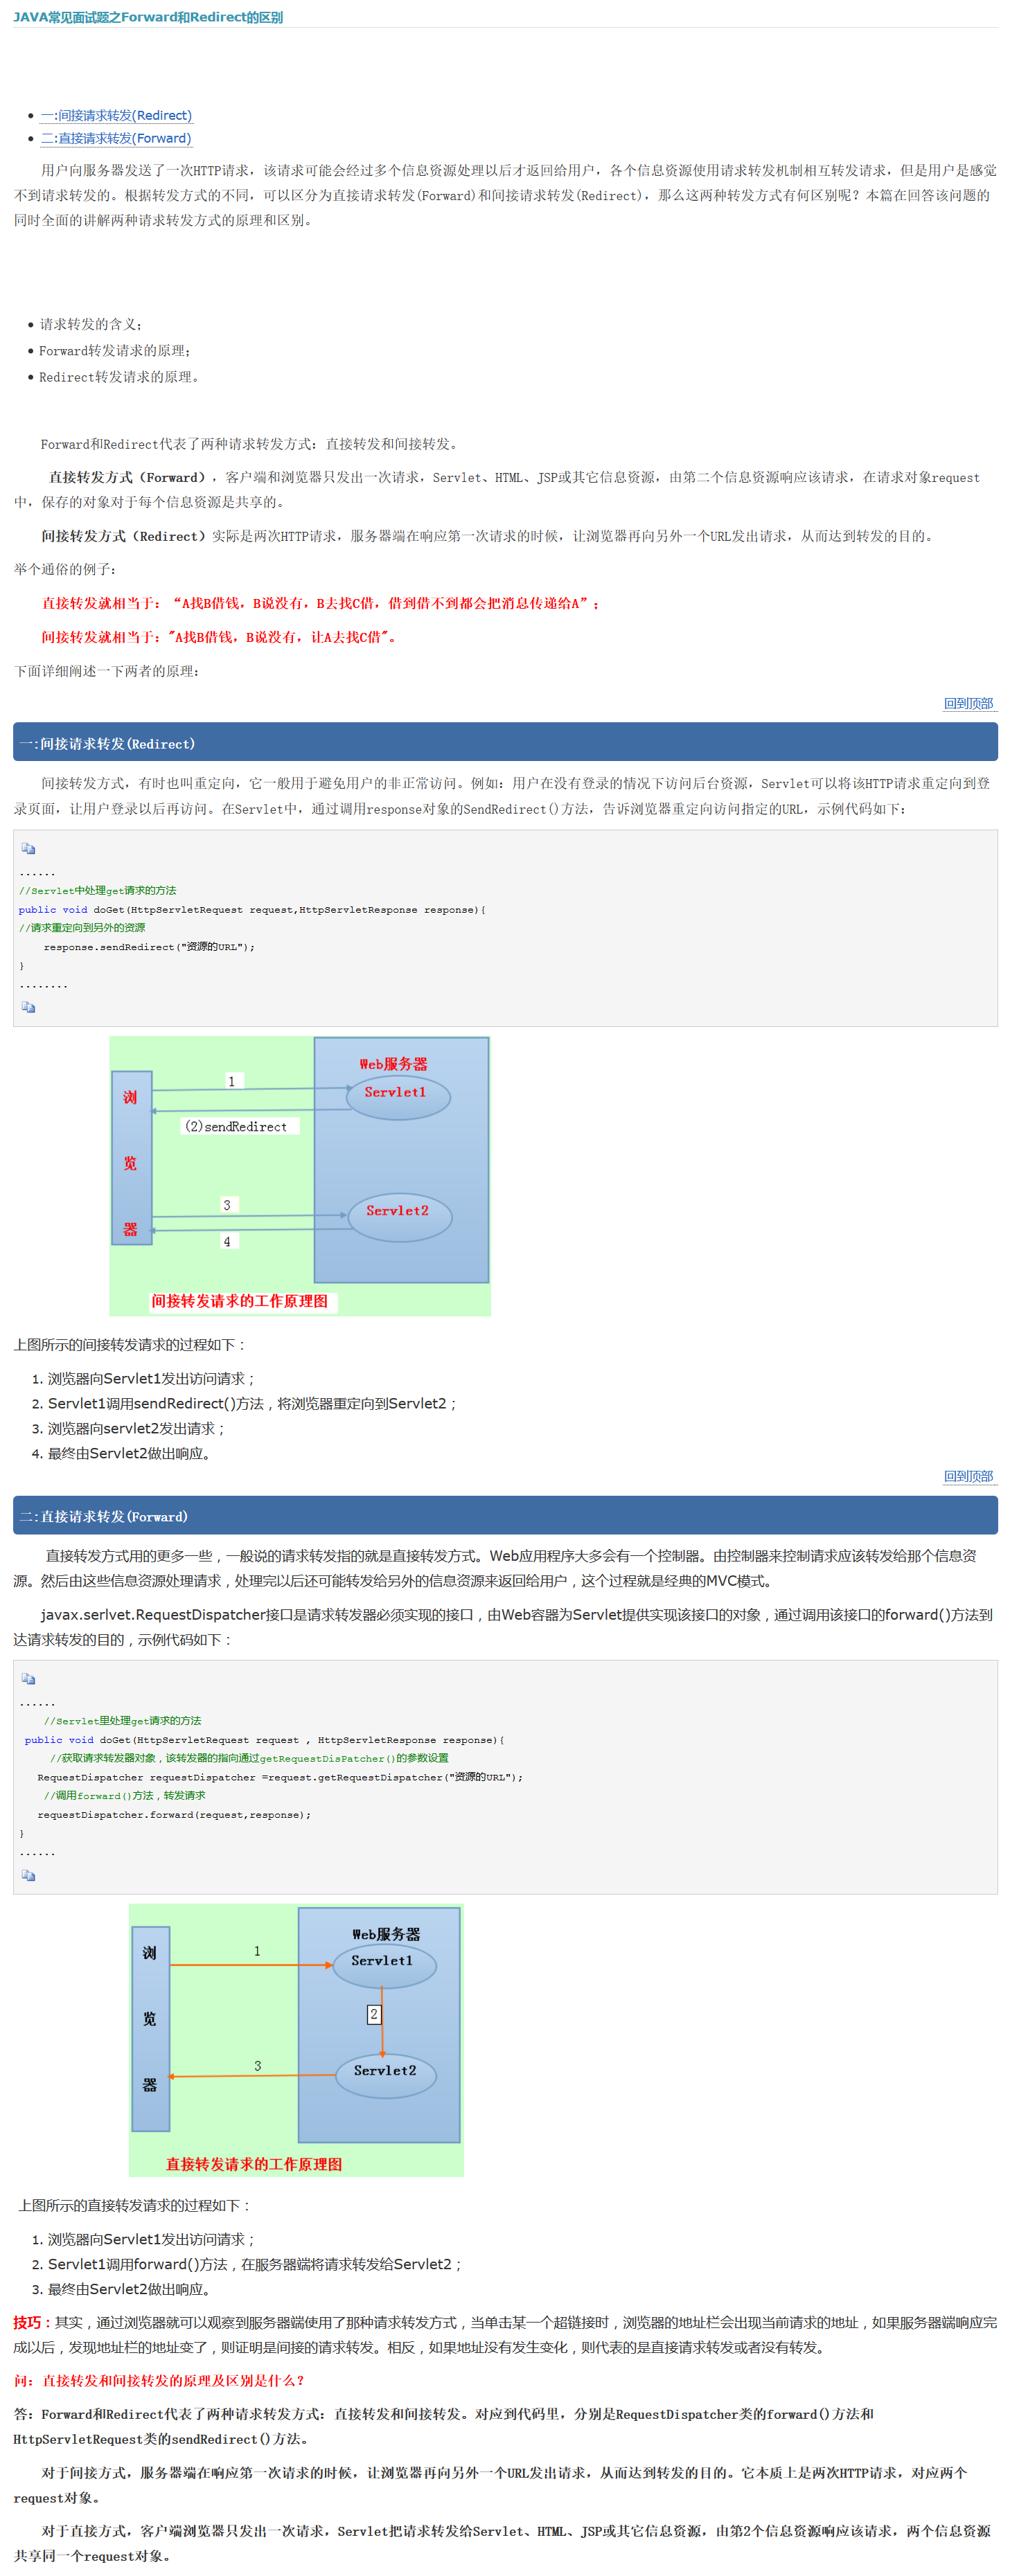 JAVA常见面试题之Forward和Redirect的区别
一:间接请求转发(Redirect)
二:直接请求转发(Forward)
用户向服务器发送了一次HTTP请求，该请求可能会经过多个信息资源处理以后才返回给用户，各个信息资源使用请求转发机制相互转发请求，但是用户是感觉
不到请求转发的。根据转发方式的不同，可以区分为直接请求转发(Forward)和间接请求转发(Redirect)，那么这两种转发方式有何区别呢？本篇在回答该问题的
同时全面的讲解两种请求转发方式的原理和区别。
请求转发的含义；
Forward转发请求的原理；
Redirect转发请求的原理。
Forward和Redirect代表了两种请求转发方式：直接转发和间接转发。
直接转发方式（Forward），客户端和浏览器只发出一次请求，Servlet、HTML、JSP或其它信息资源，由第二个信息资源响应该请求，在请求对象request
中，保存的对象对于每个信息资源是共享的。
间接转发方式（Redirect）实际是两次HTTP请求，服务器端在响应第一次请求的时候，让浏览器再向另外一个URL发出请求，从而达到转发的目的。
举个通俗的例子：
直接转发就相当于：“A找B借钱，B说没有，B去找C借，借到借不到都会把消息传递给A”；
间接转发就相当于："A找B借钱，B说没有，让A去找C借"。
下面详细阐述一下两者的原理：
回到顶部
一:间接请求转发(Redirect)
间接转发方式，有时也叫重定向，它一般用于避免用户的非正常访问。例如：用户在没有登录的情况下访问后台资源，Servlet可以将该HTTP请求重定向到登
录页面，让用户登录以后再访问。在Servlet中，通过调用response对象的SendRedirect()方法，告诉浏览器重定向访问指定的URL，示例代码如下：
......
//Servlet中处理get请求的方法
public void doGet(HttpServletRequest request,HttpServletResponse response){
//请求重定向到另外的资源
response.sendRedirect("资源的URL");
}
........
Web服务器
浏
1
Servlet1
(2)sendRedirect
览
3
Servlet2
器
4
间接转发请求的工作原理图
上图所示的间接转发请求的过程如下：
1. 浏览器向Servlet1发出访问请求；
2. Servlet1调用sendRedirect()方法，将浏览器重定向到Servlet2；
3. 浏览器向servlet2发出请求；
4. 最终由Servlet2做出响应。
回到顶部
二:直接请求转发(Forward)
直接转发方式用的更多一些，一般说的请求转发指的就是直接转发方式。Web应用程序大多会有一个控制器。由控制器来控制请求应该转发给那个信息资
源。然后由这些信息资源处理请求，处理完以后还可能转发给另外的信息资源来返回给用户，这个过程就是经典的MVC模式。
javax.serlvet.RequestDispatcher接口是请求转发器必须实现的接口，由Web容器为Servlet提供实现该接口的对象，通过调用该接口的forward()方法到
达请求转发的目的，示例代码如下：
......
//Servlet里处理get请求的方法
public void doGet(HttpServletRequest request , HttpServletResponse response){
//获取请求转发器对象，该转发器的指向通过getRequestDisPatcher()的参数设置
RequestDispatcher requestDispatcher =request.getRequestDispatcher("资源的URL");
//调用forward()方法，转发请求
requestDispatcher.forward(request,response);
}
......
Web服务器
浏
1
Servlet1
2
览
3
Servlet2
器
直接转发请求的工作原理图
上图所示的直接转发请求的过程如下：
1. 浏览器向Servlet1发出访问请求；
2. Servlet1调用forward()方法，在服务器端将请求转发给Servlet2；
3. 最终由Servlet2做出响应。
技巧：其实，通过浏览器就可以观察到服务器端使用了那种请求转发方式，当单击某一个超链接时，浏览器的地址栏会出现当前请求的地址，如果服务器端响应完
成以后，发现地址栏的地址变了，则证明是间接的请求转发。相反，如果地址没有发生变化，则代表的是直接请求转发或者没有转发。
问：直接转发和间接转发的原理及区别是什么？
答：Forward和Redirect代表了两种请求转发方式：直接转发和间接转发。对应到代码里，分别是RequestDispatcher类的forward()方法和
HttpServletRequest类的sendRedirect()方法。
对于间接方式，服务器端在响应第一次请求的时候，让浏览器再向另外一个URL发出请求，从而达到转发的目的。它本质上是两次HTTP请求，对应两个
request对象。
对于直接方式，客户端浏览器只发出一次请求，Servlet把请求转发给Servlet、HTML、JSP或其它信息资源，由第2个信息资源响应该请求，两个信息资源
共享同一个request对象。